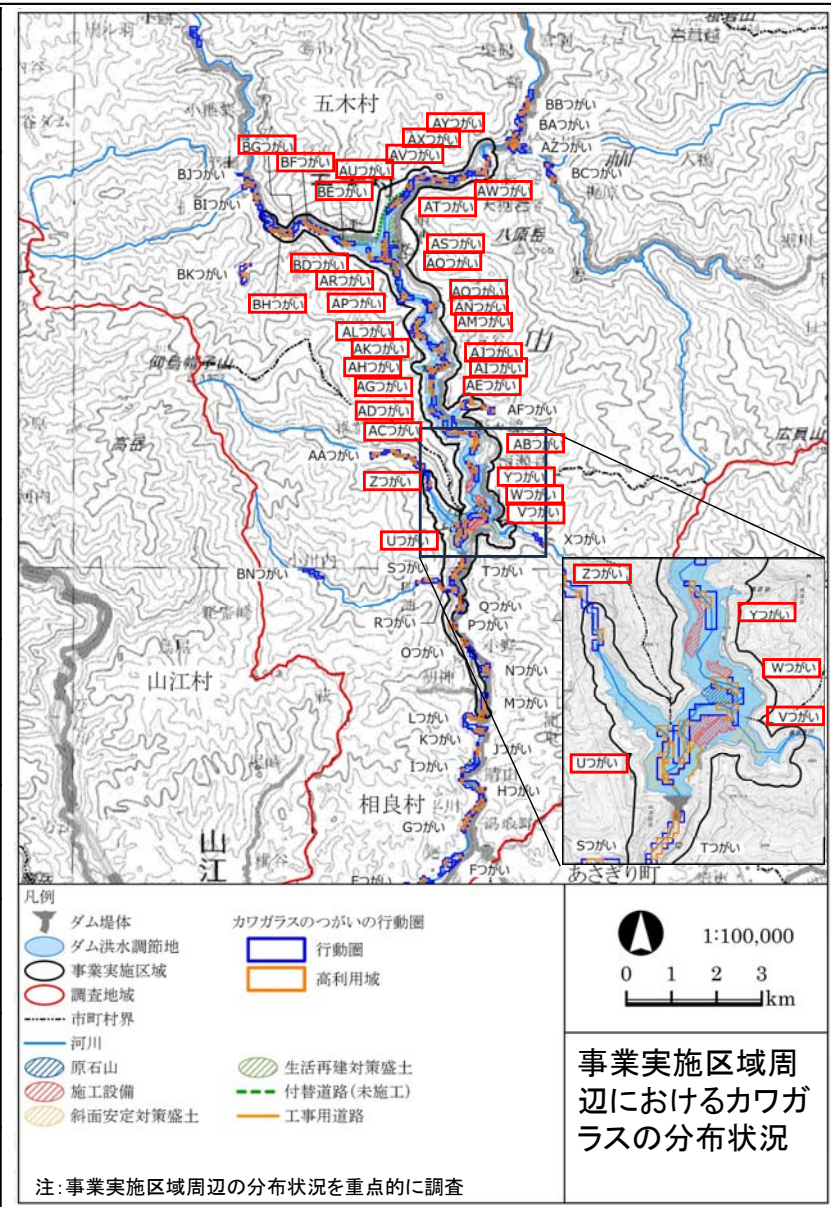 五木村
BBつがい
BAつがい
AZつがい
BCつがい
AYつがい
AXつがい
AVつがい
AUつがい
BGつがい
BFつがい
BEつがい
BJつがい
BIつがい
AWつがい
ATつがい
ASつがい
AOつがい
八原岳
BDつがい
ARつがい
APつがい
BKつがい
BHつがい
AQつがい
ANつがい
AMつがい
ALつがい
AKつがい
AHつがい
AGつがい
ADつがい
ACつがい
AJつがい
AIつがい
AEつがい
AFつがい
山
仰烏帽子山
高岳
AAつがい
Zつがい
ABつがい
Yつがい
Wつがい
Vつがい
Uつがい
Xつがい
Sつがい
Tつがい
BNつがい
小川内
Rつがい
Qつがい
Pつがい
Oつがい
Nつがい
Mつがい
Lつがい
Kつがい
Jつがい
Iつがい
Hつがい
Gつがい
Fつがい
山江村
相良村
山江
あさぎり町
Zつがい
Yつがい
Wつがい
Vつがい
Uつがい
Sつがい
Tつがい
凡例
ダム堤体
ダム洪水調節地
事業実施区域
調査地域
市町村界
河川
原石山
施工設備
斜面安定対策盛土
カワガラスのつがいの行動圏
行動圏
高利用域
生活再建対策盛土
付替道路(未施工)
工事用道路
1:100,000
0 1 2 3
km
事業実施区域周
辺におけるカワガ
ラスの分布状況
注:事業実施区域周辺の分布状況を重点的に調査